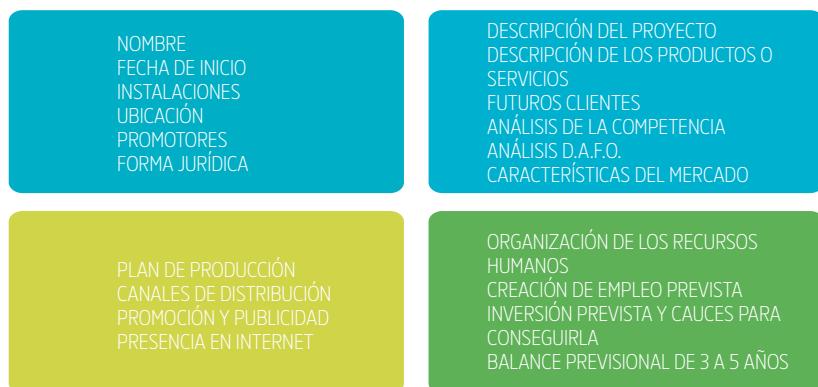 NOMBRE
FECHA DE INICIO
INSTALACIONES
UBICACIÓN
PROMOTORES
FORMA JURÍDICA
DESCRIPCIÓN DEL PROYECTO
DESCRIPCIÓN DE LOS PRODUCTOS O
SERVICIOS
FUTUROS CLIENTES
ANÁLISIS DE LA COMPETENCIA
ANÁLISIS D.A.F.O.
CARACTERÍSTICAS DEL MERCADO
PLAN DE PRODUCCIÓN
CANALES DE DISTRIBUCIÓN
PROMOCIÓN Y PUBLICIDAD
PRESENCIA EN INTERNET
ORGANIZACIÓN DE LOS RECURSOS
HUMANOS
CREACIÓN DE EMPLEO PREVISTA
INVERSIÓN PREVISTA Y CAUCES PARA
CONSEGUIRLA
BALANCE PREVISIONAL DE 3 A 5 AÑOS